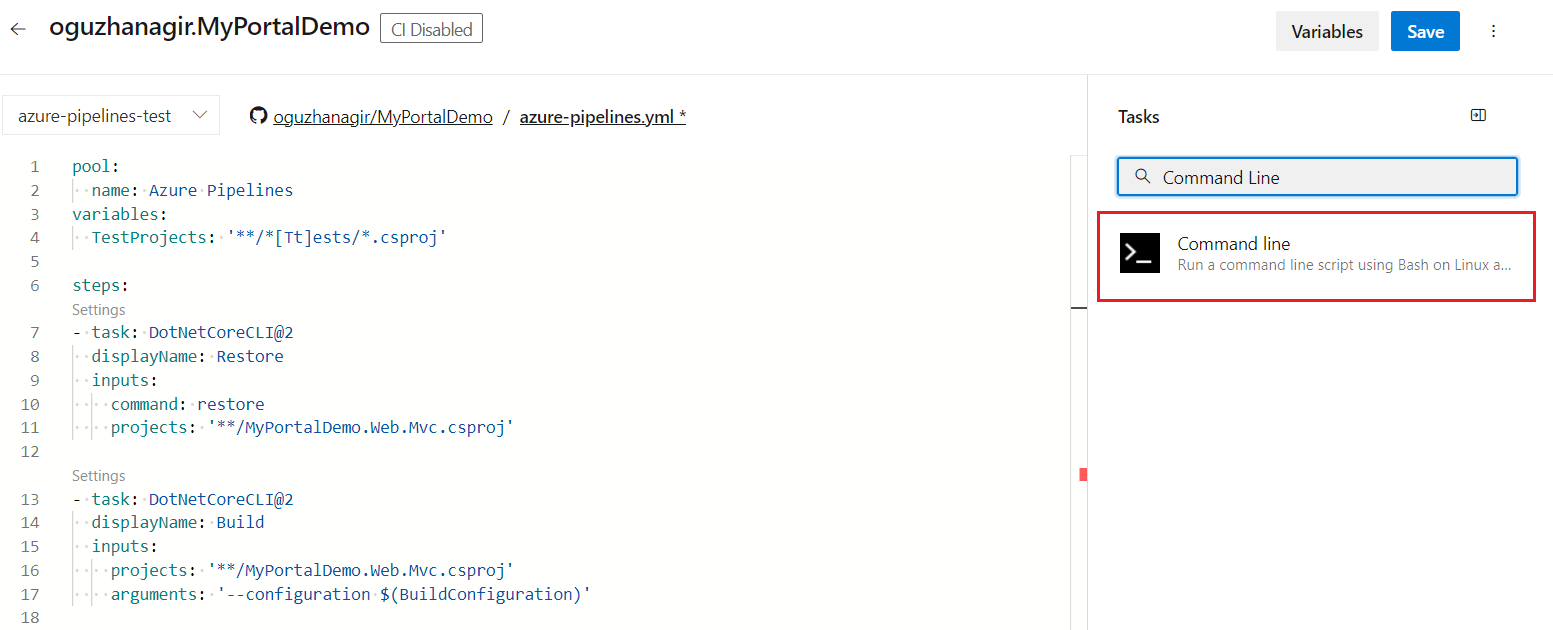 oguzhanagir.MyPortalDemo CI Disabled Variables Save
azure-pipelines-test oguzhanagir/MyPortalDemo / azure-pipelines.yml *
1 pool:
2 name: Azure Pipelines
3 variables:
4 TestProjects: '**/*[Tt]ests/*.csproj'
5
6 steps:
Settings
7 - task: DotNetCoreCLI@2
8 displayName: Restore
9 inputs:
10 command: restore
11 projects: '**/MyPortalDemo.Web.Mvc.csproj'
12
Settings
13 - task: DotNetCoreCLI@2
14 displayName: Build
15 inputs:
16 projects: '**/MyPortalDemo.Web.Mvc.csproj'
17 arguments: '--configuration $(BuildConfiguration)'
18
Tasks
Command Line
Command line
Run a command line script using Bash on Linux a...